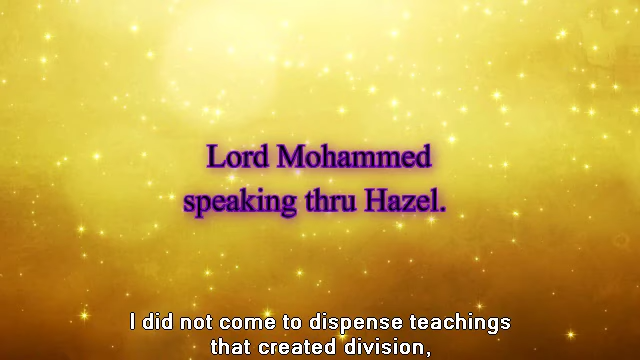 Lord Mohammed
speaking thru Hazel.
I did not come to dispense teachings
that created division,